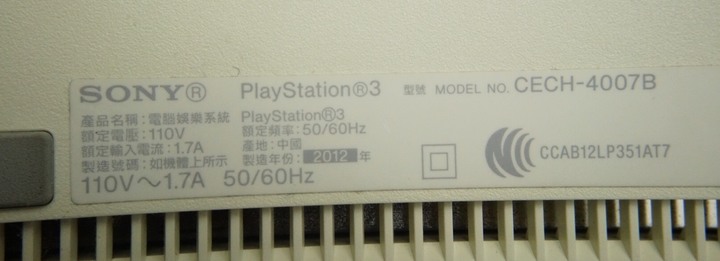 SONY® PlayStation®3 型號 MODEL NO. CECH-4007B
產品名稱: 電腦娛樂系統 PlayStation®3
額定電壓: 110V 額定頻率: 50/60Hz
額定輸入電流: 1.7A 產地: 中國
製造號碼: 如機體上所示 製造年份: 2012 年
110V～1.7A 50/60Hz
CCAB12LP351AT7